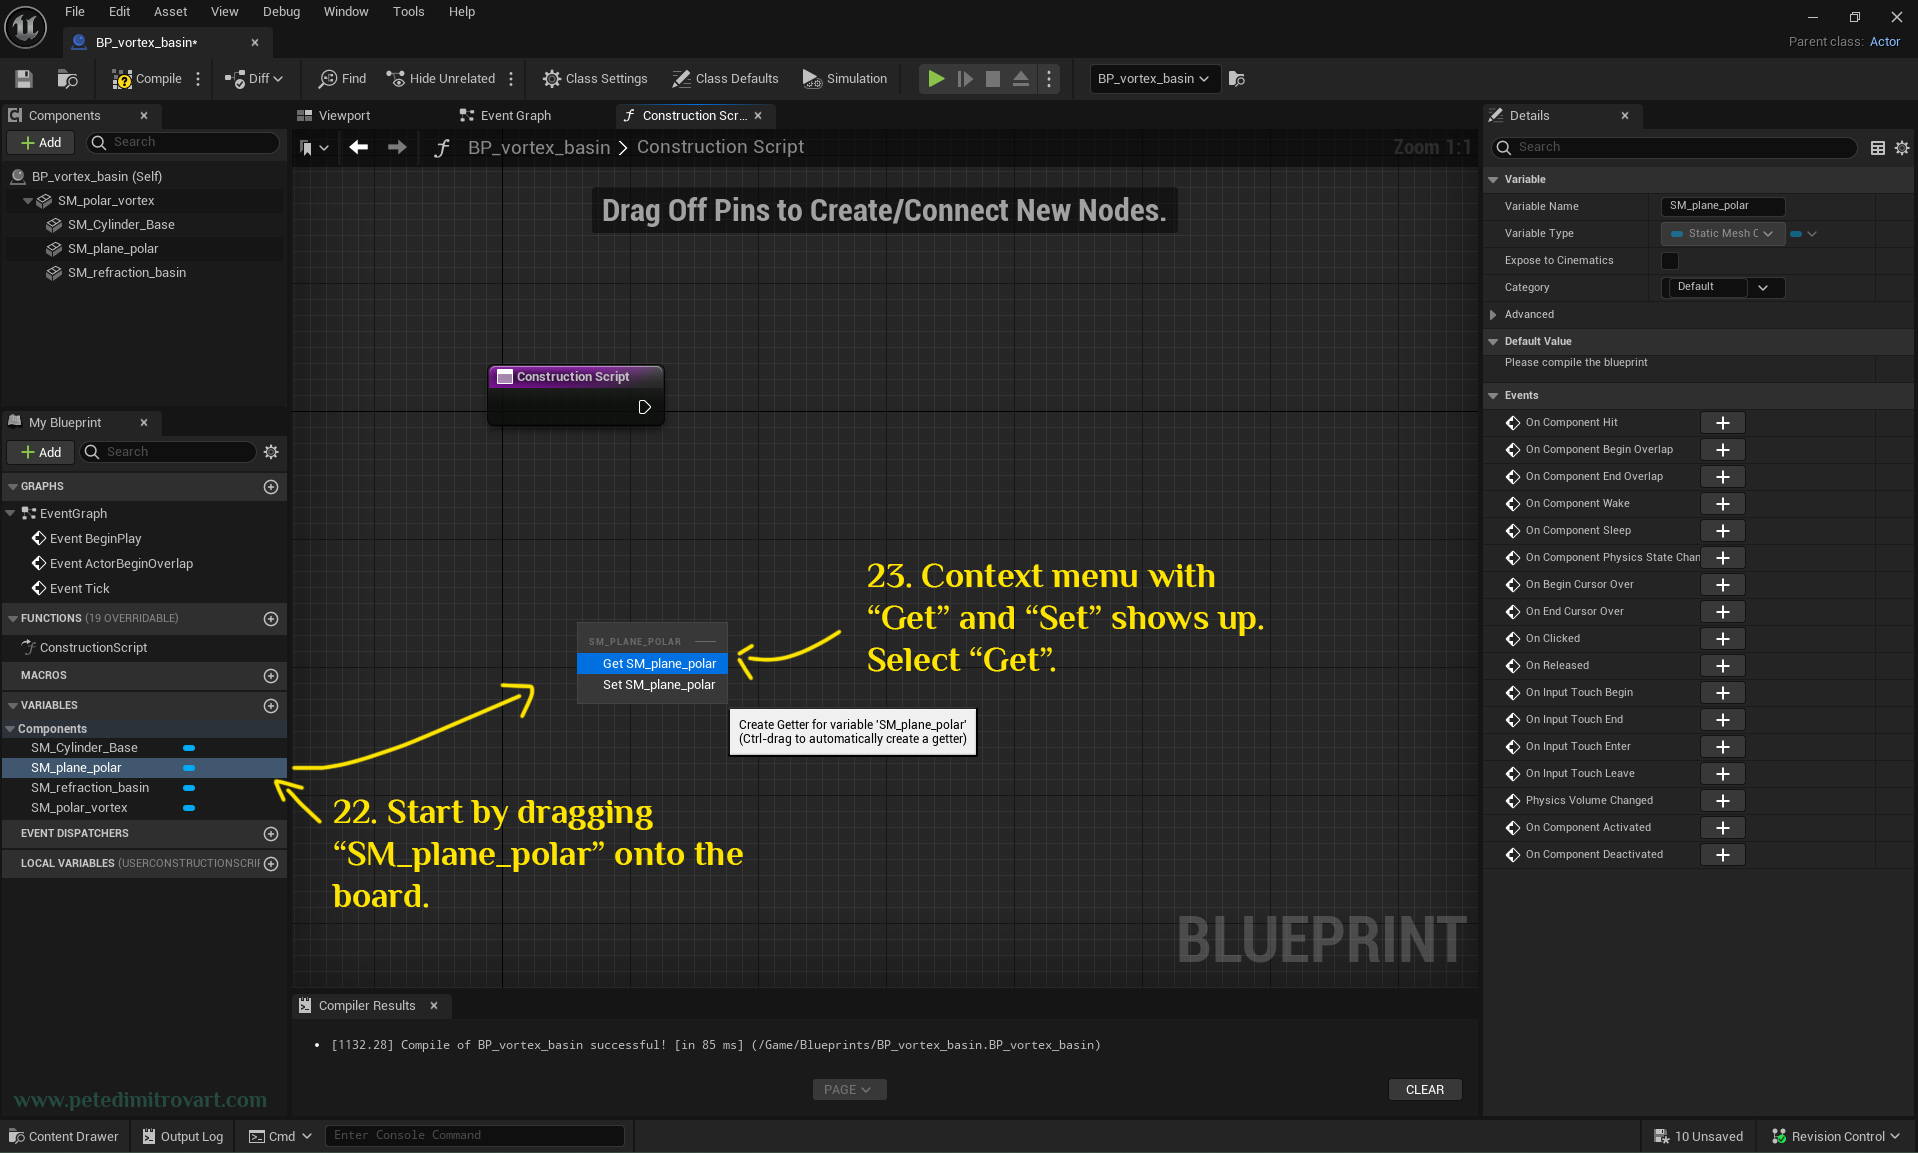 File Edit Asset View Debug Window Tools Help
BP_vortex_basin*
Parent class: Actor
Compile Diff Find Hide Unrelated Class Settings Class Defaults Simulation BP_vortex_basin
Components
Add Search
BP_vortex_basin (Self)
SM_polar_vortex
SM_Cylinder_Base
SM_plane_polar
SM_refraction_basin
My Blueprint
Add Search
GRAPHS
EventGraph
Event BeginPlay
Event ActorBeginOverlap
Event Tick
FUNCTIONS (19 OVERRIDABLE)
ConstructionScript
MACROS
VARIABLES
Components
SM_Cylinder_Base
SM_plane_polar
SM_refraction_basin
SM_polar_vortex
EVENT DISPATCHERS
LOCAL VARIABLES (USERCONSTRUCTIONSCRIP
www.petedimitrovart.com
Viewport Event Graph Construction Scr...
BP_vortex_basin > Construction Script Zoom 1:1
Drag Off Pins to Create/Connect New Nodes.
Construction Script
SM_PLANE_POLAR
Get SM_plane_polar
Set SM_plane_polar
Create Getter for variable 'SM_plane_polar'
(Ctrl-drag to automatically create a getter)
23. Context menu with
“Get” and “Set” shows up.
Select “Get”.
22. Start by dragging
“SM_plane_polar” onto the
board.
BLUEPRINT
Compiler Results
• [1132.28] Compile of BP_vortex_basin successful! [in 85 ms] (/Game/Blueprints/BP_vortex_basin.BP_vortex_basin)
PAGE
CLEAR
Details
Search
Variable
Variable Name SM_plane_polar
Variable Type Static Mesh C
Expose to Cinematics
Category Default
Advanced
Default Value
Please compile the blueprint
Events
On Component Hit
On Component Begin Overlap
On Component End Overlap
On Component Wake
On Component Sleep
On Component Physics State Chan
On Begin Cursor Over
On End Cursor Over
On Clicked
On Released
On Input Touch Begin
On Input Touch End
On Input Touch Enter
On Input Touch Leave
Physics Volume Changed
On Component Activated
On Component Deactivated
Content Drawer Output Log Cmd Enter Console Command 10 Unsaved Revision Control